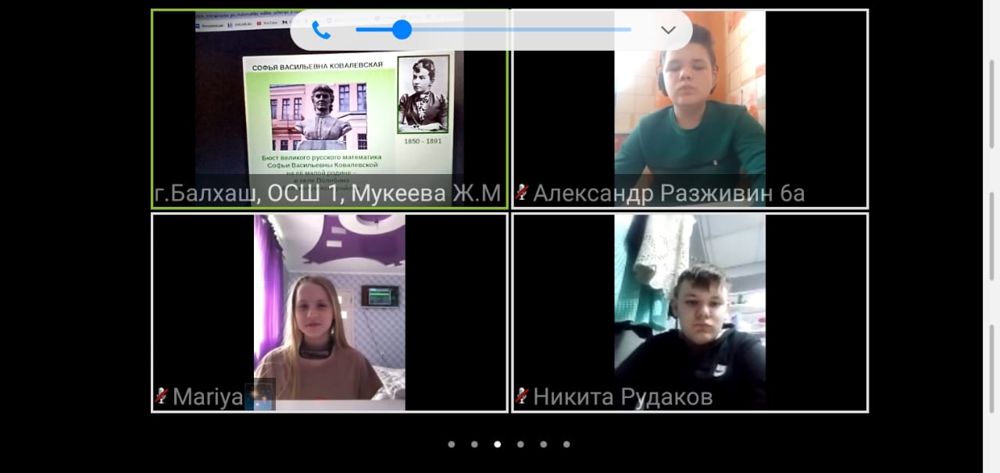 YouTube
СОФЬЯ ВАСИЛЬЕВНА КОВАЛЕВСКАЯ
1850 - 1891
Бюст великого русского математика
Софьи Васильевны Ковалевской
на её малой родине –
в селе Полибино
г.Балхаш, ОСШ 1, Мукеева Ж.М
Александр Разживин 6а
Mariya
Никита Рудаков